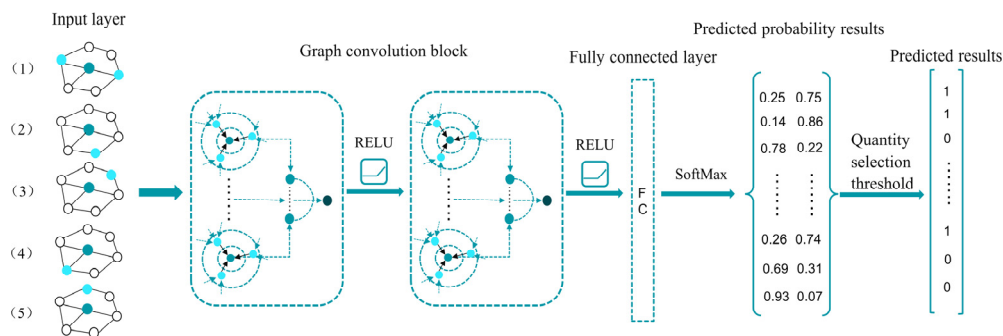 Input layer
(1)
(2)
(3)
(4)
(5)
Graph convolution block
RELU
RELU
Fully connected layer
F
C
SoftMax
Predicted probability results
0.25 0.75
0.14 0.86
0.78 0.22
0.26 0.74
0.69 0.31
0.93 0.07
Quantity
selection
threshold
Predicted results
1
1
0
1
0
0